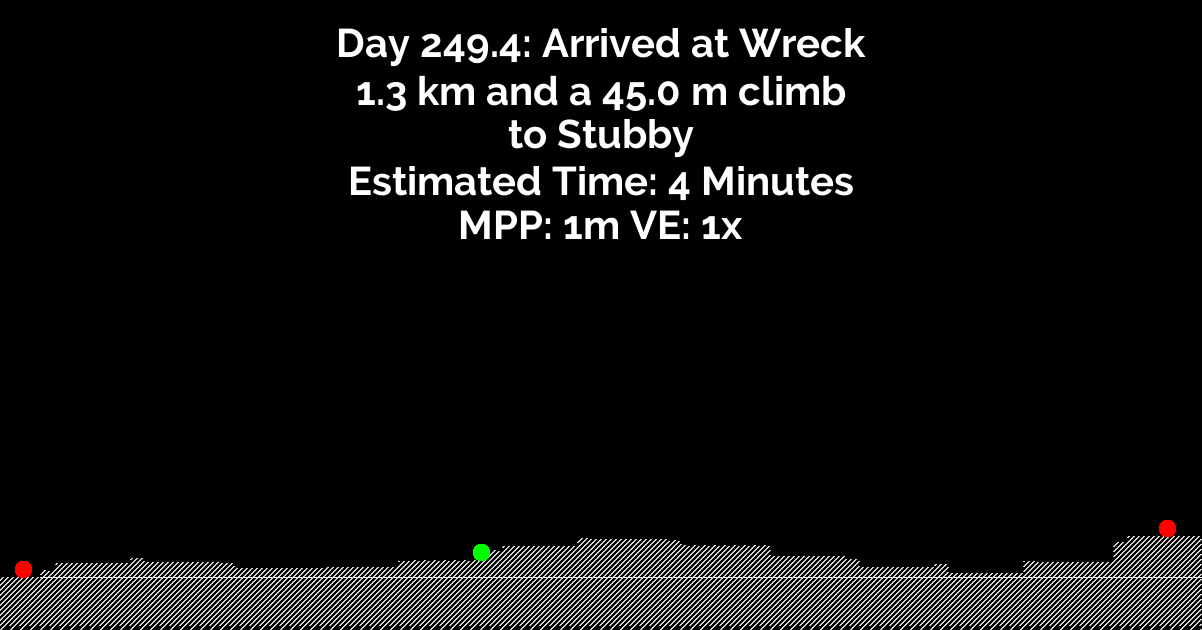 Day 249.4: Arrived at Wreck
1.3 km and a 45.0 m climb
to Stubby
Estimated Time: 4 Minutes
MPP: 1m VE: 1x